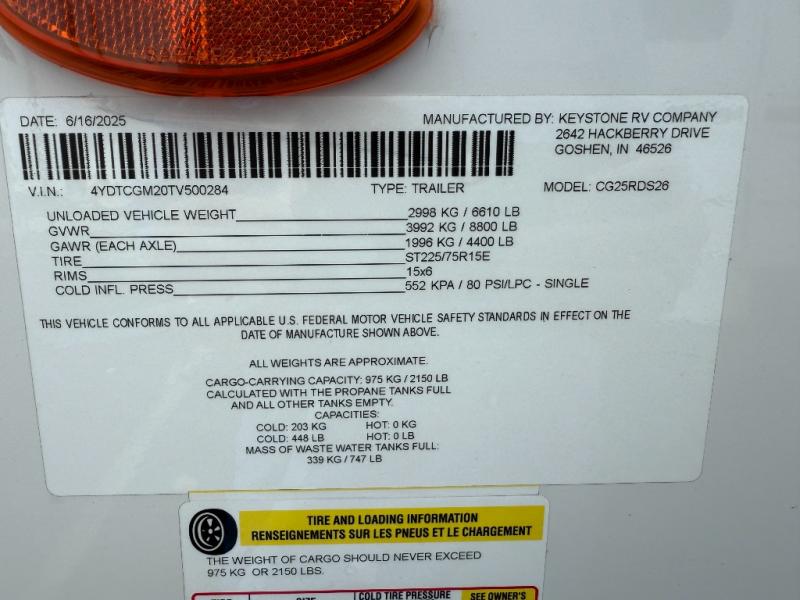 DATE: 6/16/2025 MANUFACTURED BY: KEYSTONE RV COMPANY
2642 HACKBERRY DRIVE
GOSHEN, IN 46526
V.I.N.: 4YDTCGM20TV500284 TYPE: TRAILER MODEL: CG25RDS26
UNLOADED VEHICLE WEIGHT 2998 KG / 6610 LB
GVWR 3992 KG / 8800 LB
GAWR (EACH AXLE) 1996 KG / 4400 LB
TIRE ST225/75R15E
RIMS 15x6
COLD INFL. PRESS 552 KPA / 80 PSI/LPC - SINGLE
THIS VEHICLE CONFORMS TO ALL APPLICABLE U.S. FEDERAL MOTOR VEHICLE SAFETY STANDARDS IN EFFECT ON THE
DATE OF MANUFACTURE SHOWN ABOVE.
ALL WEIGHTS ARE APPROXIMATE.
CARGO-CARRYING CAPACITY: 975 KG / 2150 LB
CALCULATED WITH THE PROPANE TANKS FULL
AND ALL OTHER TANKS EMPTY.
CAPACITIES:
COLD: 203 KG HOT: 0 KG
COLD: 448 LB HOT: 0 LB
MASS OF WASTE WATER TANKS FULL:
339 KG / 747 LB
TIRE AND LOADING INFORMATION
RENSEIGNEMENTS SUR LES PNEUS ET LE CHARGEMENT
THE WEIGHT OF CARGO SHOULD NEVER EXCEED
975 KG OR 2150 LBS.
COLD TIRE PRESSURE SEE OWNER'S